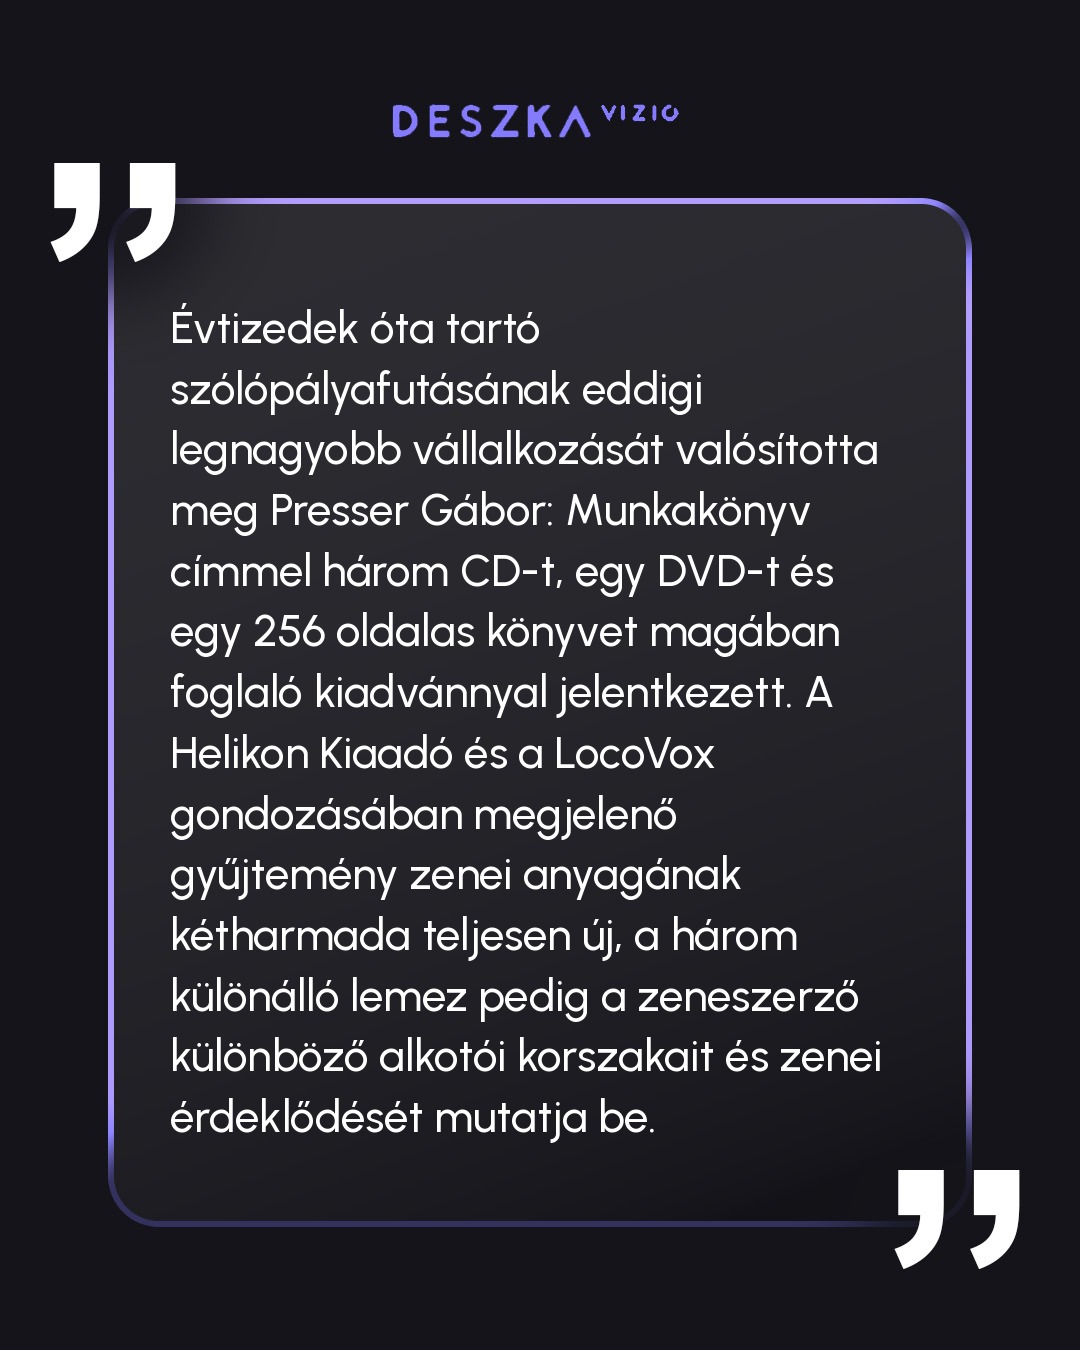 DESZKA VIZIO
”
Évtizedek óta tartó
szólópályafutásának eddigi
legnagyobb vállalkozását valósította
meg Presser Gábor: Munkakönyv
címmel három CD-t, egy DVD-t és
egy 256 oldalas könyvet magában
foglaló kiadvánnyal jelentkezett. A
Helikon Kiaadó és a LocoVox
gondozásában megjelenő
gyűjtemény zenei anyagának
kétharmada teljesen új, a három
különálló lemez pedig a zeneszerző
különböző alkotói korszakait és zenei
érdeklődését mutatja be.
”